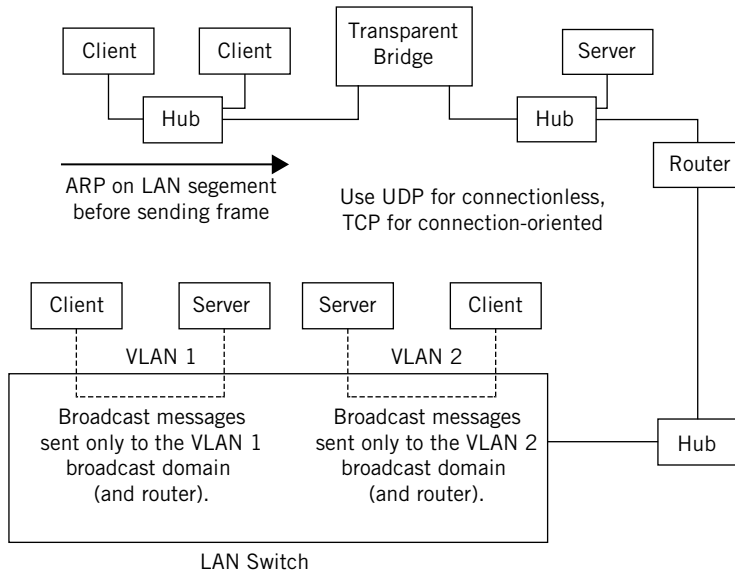 Client
Client
Transparent
Bridge
Server
Hub
Hub
Router
ARP on LAN segement
before sending frame
Use UDP for connectionless,
TCP for connection-oriented
Client
Server
Server
Client
VLAN 1
VLAN 2
Broadcast messages
sent only to the VLAN 1
broadcast domain
(and router).
Broadcast messages
sent only to the VLAN 2
broadcast domain
(and router).
Hub
LAN Switch